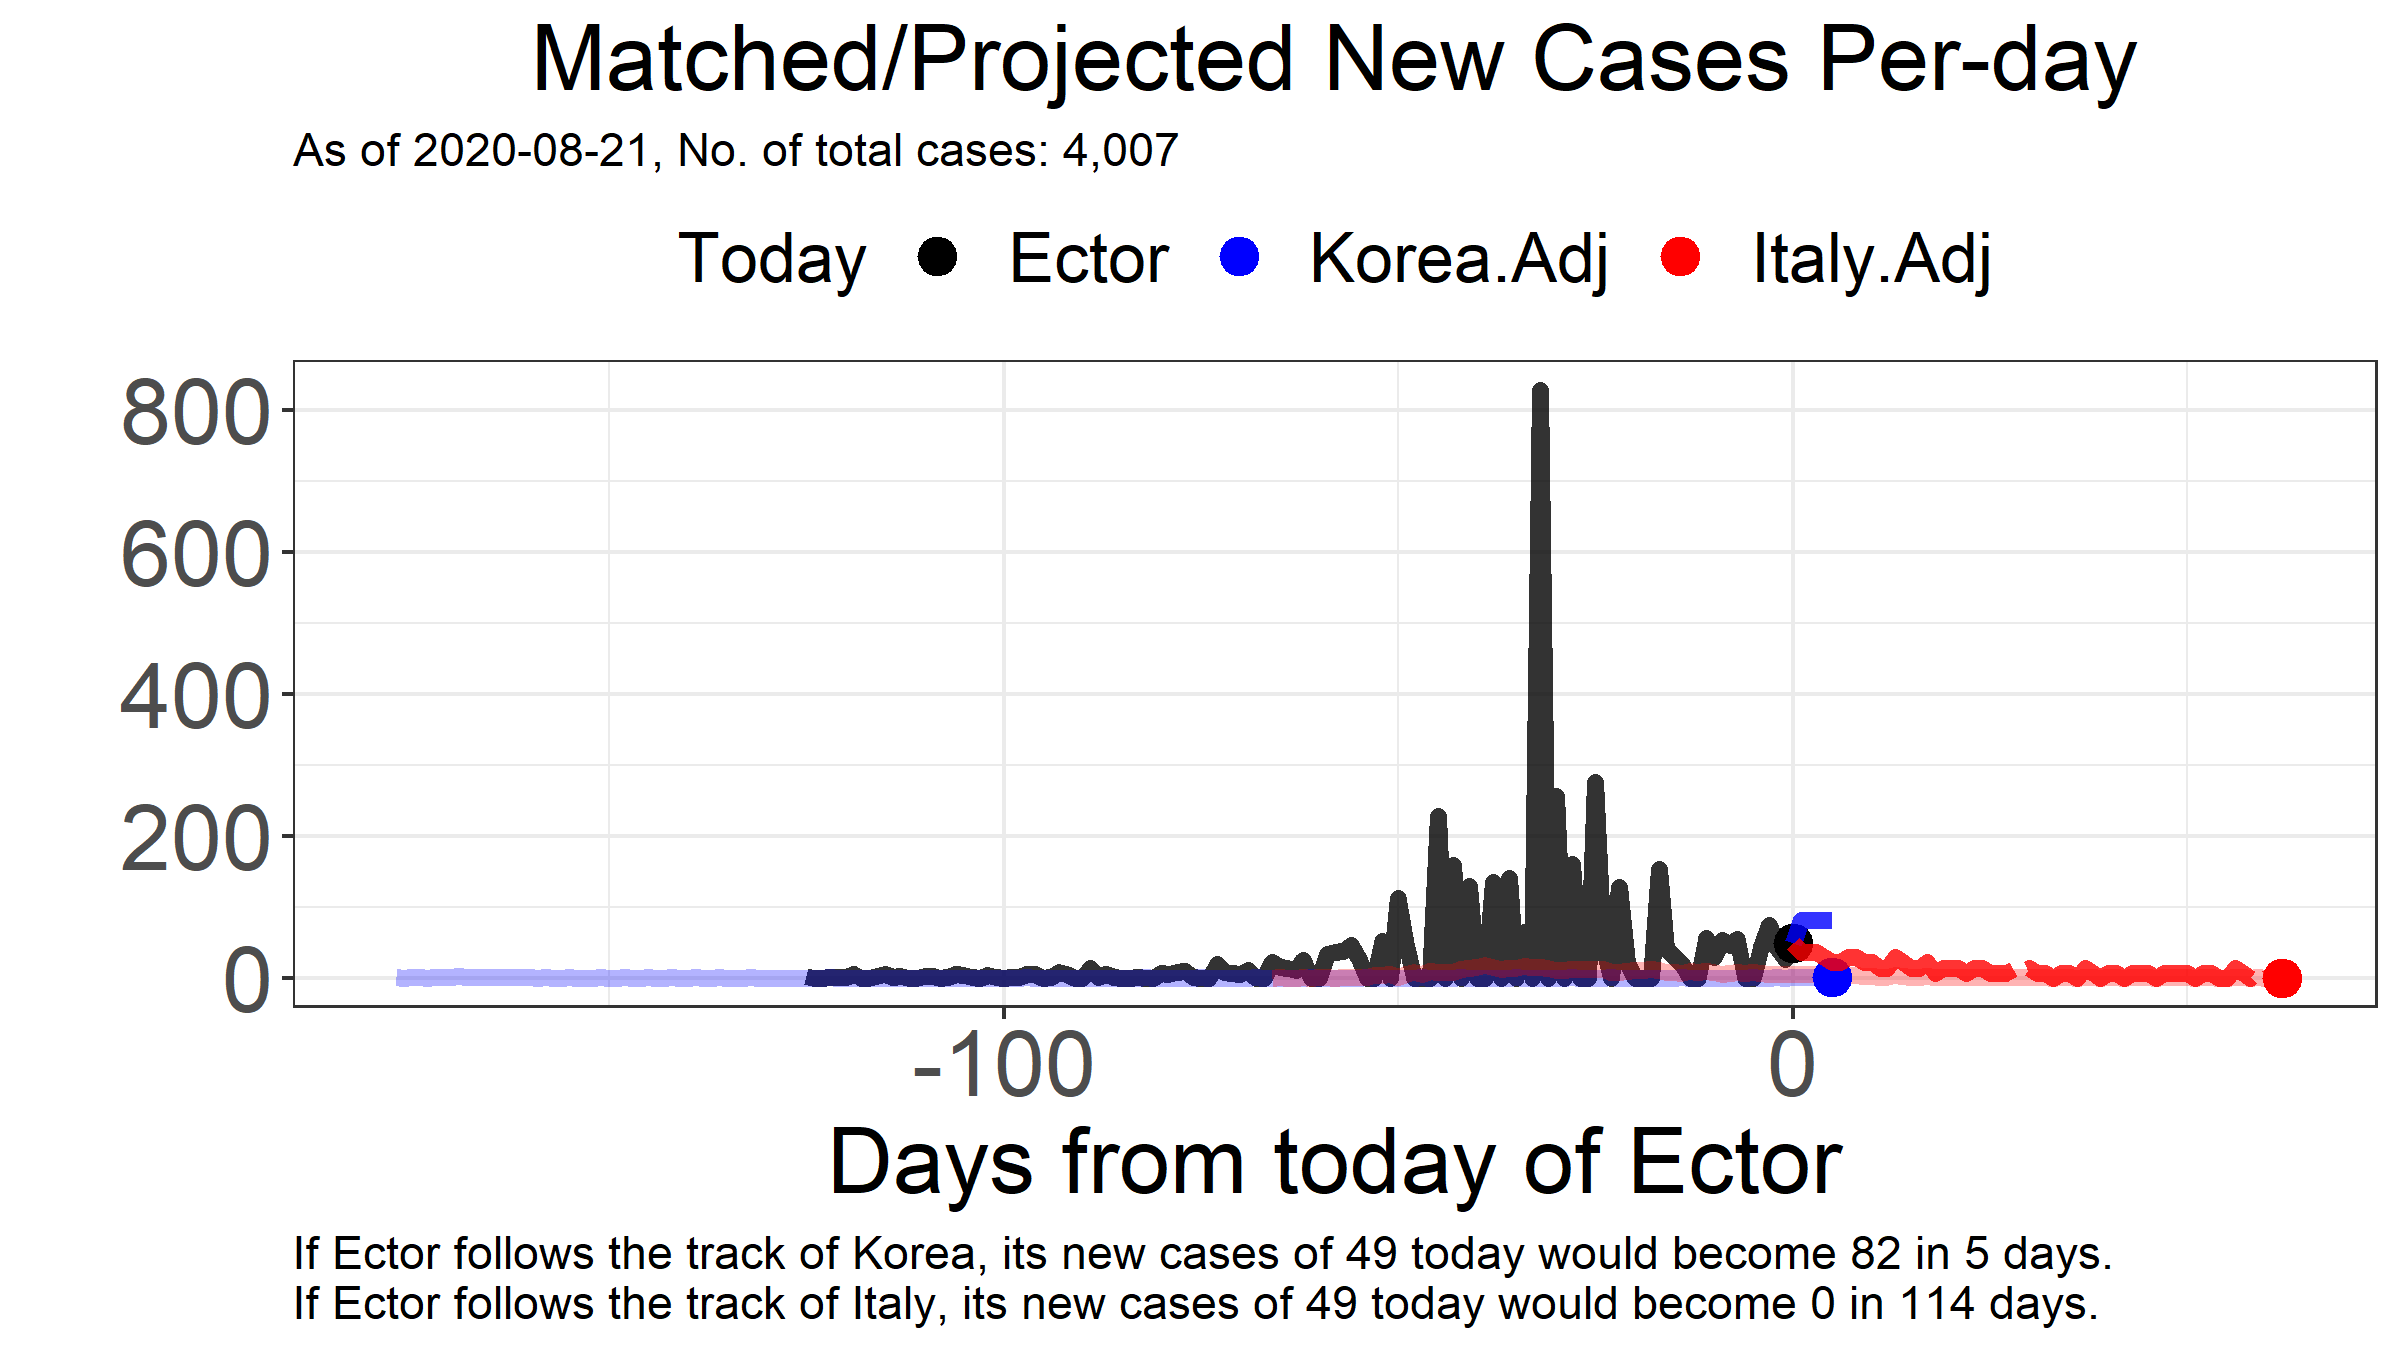 Matched/Projected New Cases Per-day
As of 2020-08-21, No. of total cases: 4,007
Today Ector Korea.Adj Italy.Adj
800
600
400
200
0
-100 0
Days from today of Ector
If Ector follows the track of Korea, its new cases of 49 today would become 82 in 5 days.
If Ector follows the track of Italy, its new cases of 49 today would become 0 in 114 days.